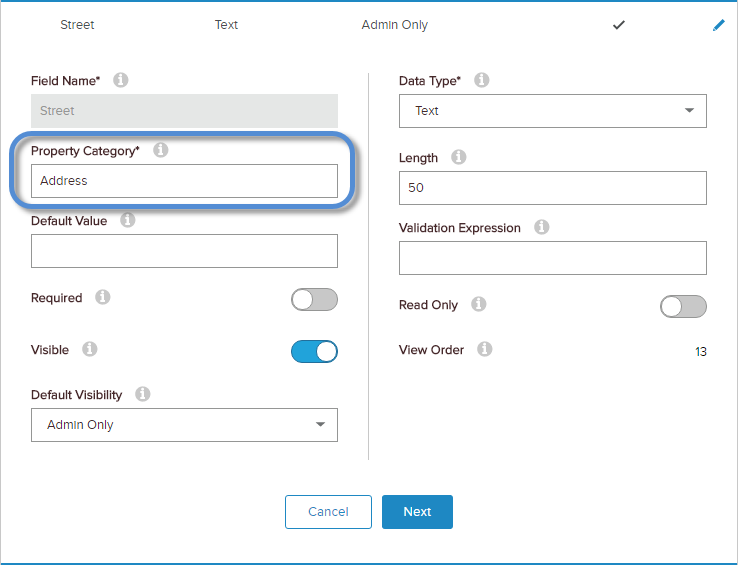 Street Text Admin Only
Field Name*
Street
Property Category*
Address
Default Value
Required
Visible
Default Visibility
Admin Only
Data Type*
Text
Length
50
Validation Expression
Read Only
View Order 13
Cancel Next